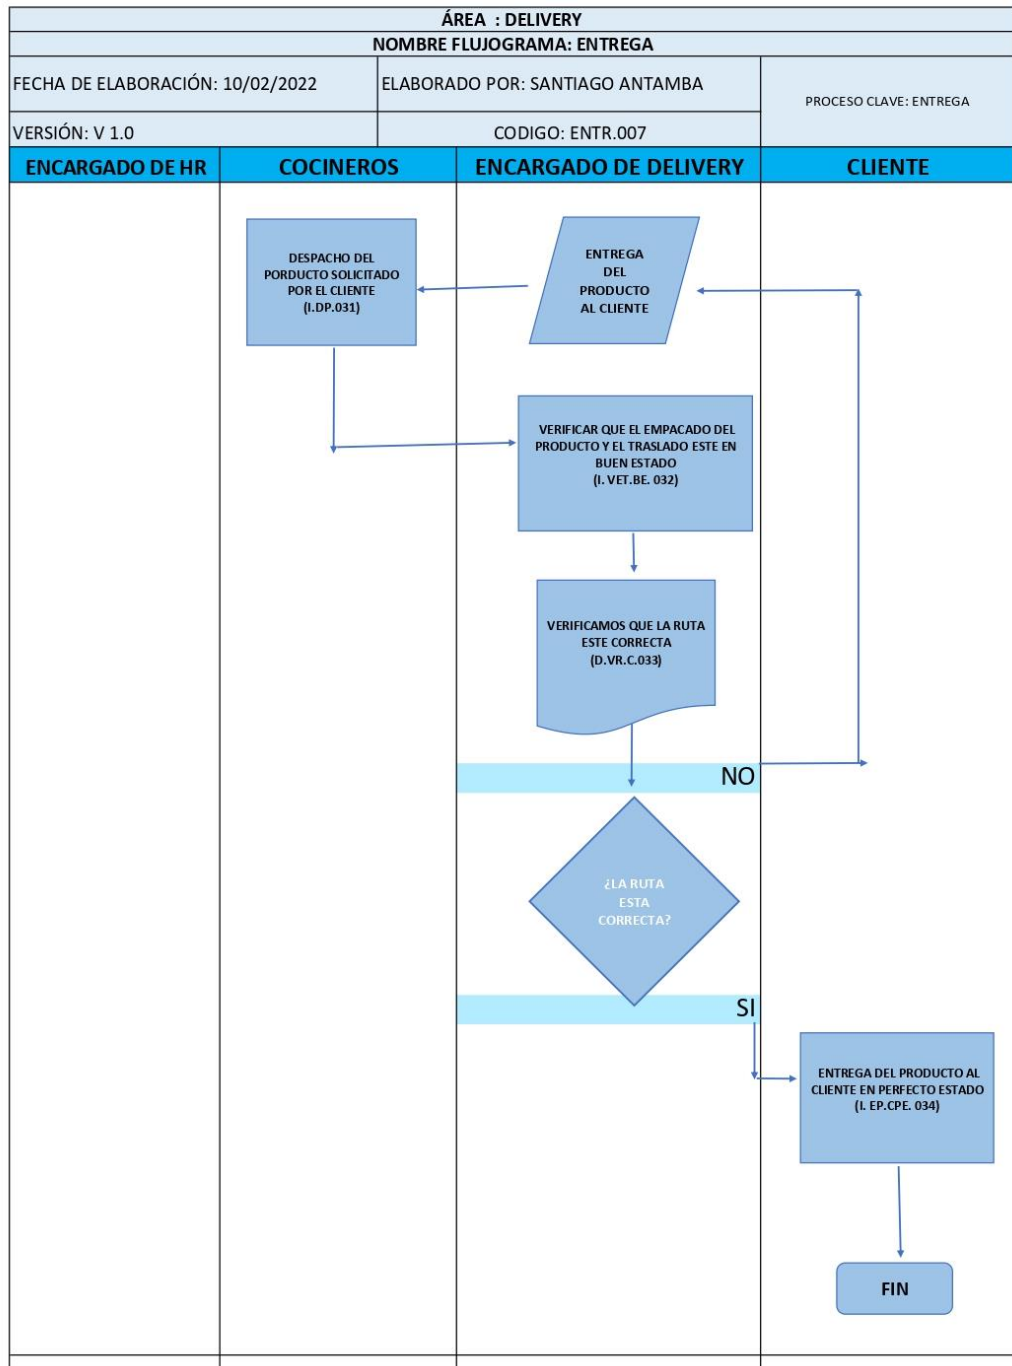 ÁREA : DELIVERY
NOMBRE FLUJOGRAMA: ENTREGA
FECHA DE ELABORACIÓN: 10/02/2022
ELABORADO POR: SANTIAGO ANTAMBA
PROCESO CLAVE: ENTREGA
VERSIÓN: V 1.0
CODIGO: ENTR.007
ENCARGADO DE HR
COCINEROS
ENCARGADO DE DELIVERY
CLIENTE
DESPACHO DEL
PORDUCTO SOLICITADO
POR EL CLIENTE
(I.DP.031)
ENTREGA
DEL
PRODUCTO
AL CLIENTE
VERIFICAR QUE EL EMPACADO DEL
PRODUCTO Y EL TRASLADO ESTE EN
BUEN ESTADO
(I. VET.BE. 032)
VERIFICAMOS QUE LA RUTA
ESTE CORRECTA
(D.VR.C.033)
NO
¿LA RUTA
ESTA
CORRECTA?
SI
ENTREGA DEL PRODUCTO AL
CLIENTE EN PERFECTO ESTADO
(I. EP.CPE. 034)
FIN